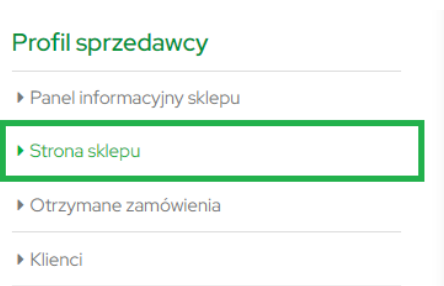 Profil sprzedawcy
Panel informacyjny sklepu
Strona sklepu
Otrzymane zamówienia
Klienci